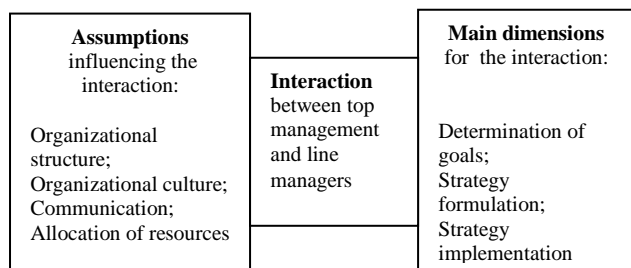 Assumptions
influencing the
interaction:
Organizational
structure;
Organizational culture;
Communication;
Allocation of resources
Interaction
between top
management
and line
managers
Main dimensions
for the interaction:
Determination of
goals;
Strategy
formulation;
Strategy
implementation